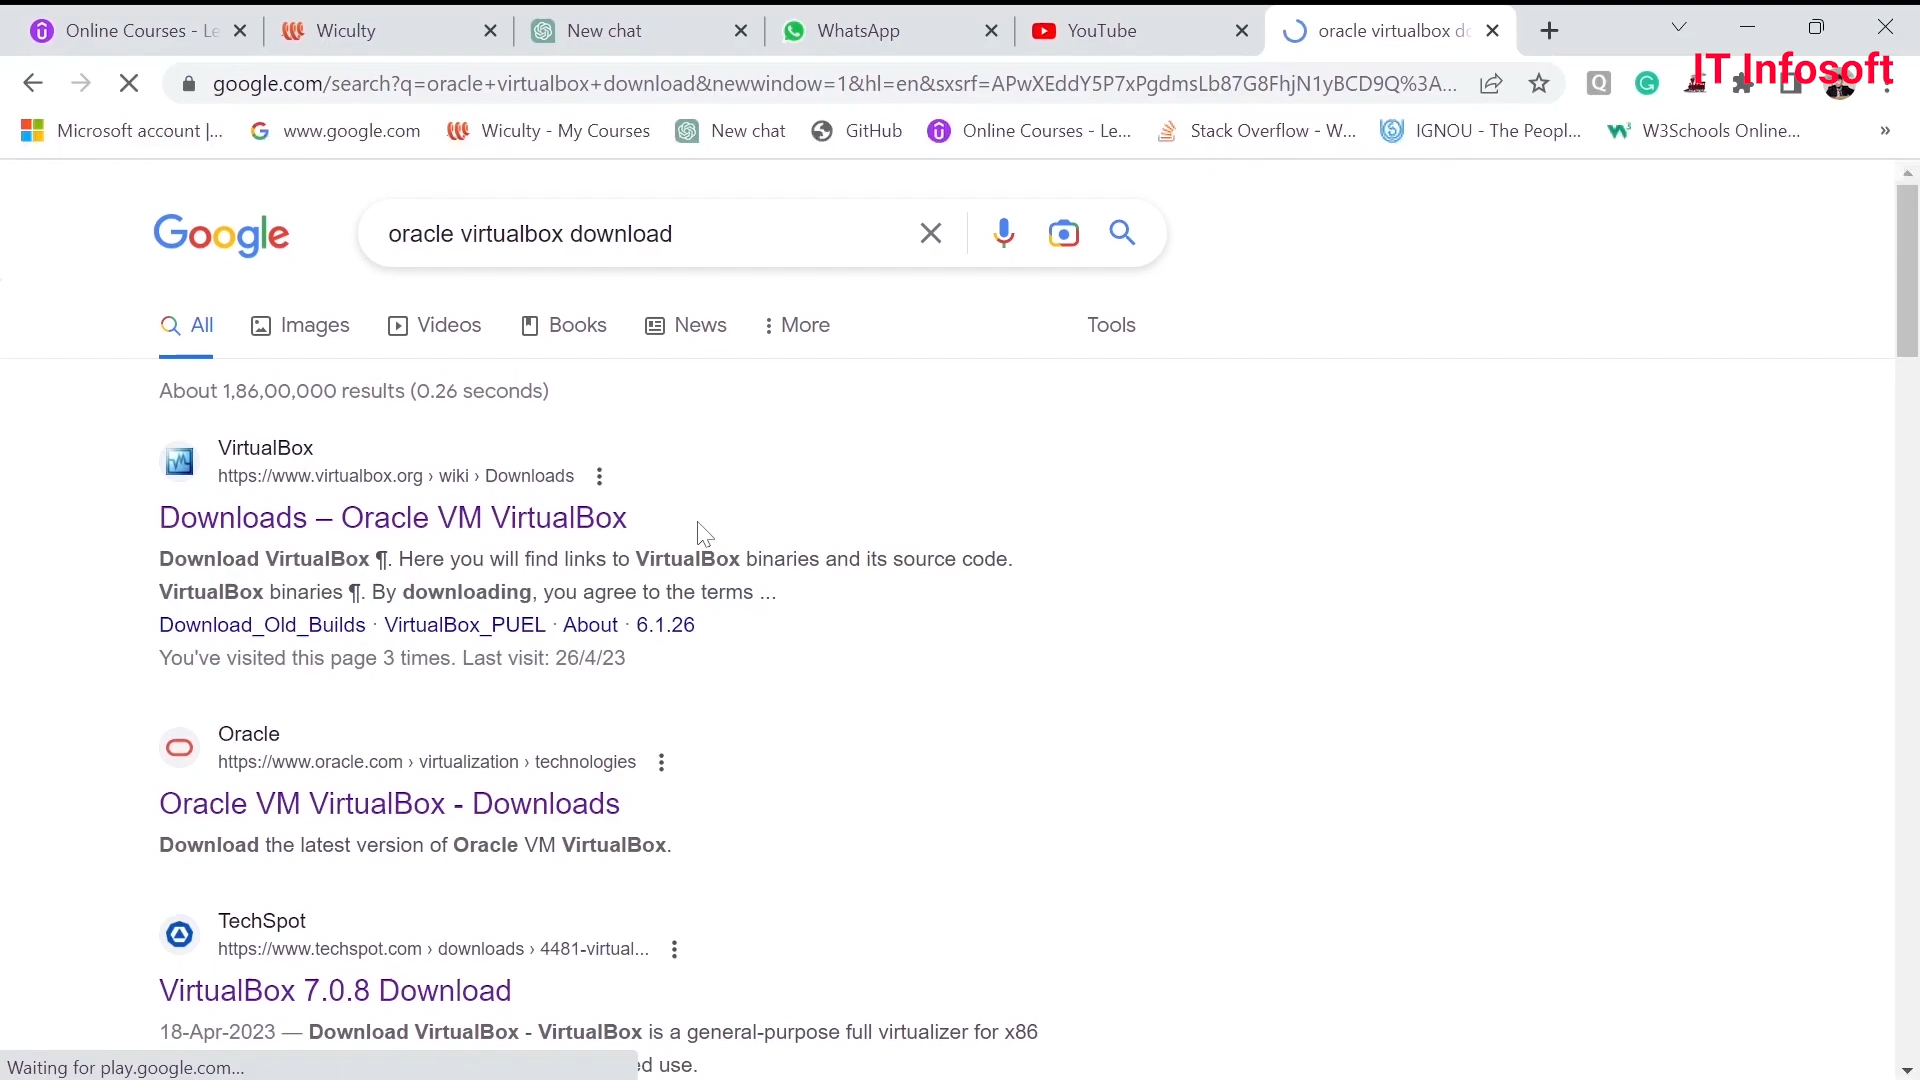 Online Courses - Le
Wiculty
New chat
WhatsApp
YouTube
oracle virtualbox do
IT Infosoft
google.com/search?q=oracle+virtualbox+download&newwindow=1&hl=en&sxsrf=APwXEddY5P7xPgdmsLb87G8FhjN1yBCD9Q%3A...
Microsoft account |...
www.google.com
Wiculty - My Courses
New chat
GitHub
Online Courses - Le...
Stack Overflow - W...
IGNOU - The Peopl...
W3Schools Online...
»
Google
oracle virtualbox download
All
Images
Videos
Books
News
More
Tools
About 1,86,00,000 results (0.26 seconds)
VirtualBox
https://www.virtualbox.org › wiki › Downloads
Downloads – Oracle VM VirtualBox
Download VirtualBox ¶. Here you will find links to VirtualBox binaries and its source code.
VirtualBox binaries ¶. By downloading, you agree to the terms ...
Download_Old_Builds · VirtualBox_PUEL · About · 6.1.26
You've visited this page 3 times. Last visit: 26/4/23
Oracle
https://www.oracle.com › virtualization › technologies
Oracle VM VirtualBox - Downloads
Download the latest version of Oracle VM VirtualBox.
TechSpot
https://www.techspot.com › downloads › 4481-virtual...
VirtualBox 7.0.8 Download
18-Apr-2023 — Download VirtualBox - VirtualBox is a general-purpose full virtualizer for x86
ed use.
Waiting for play.google.com...